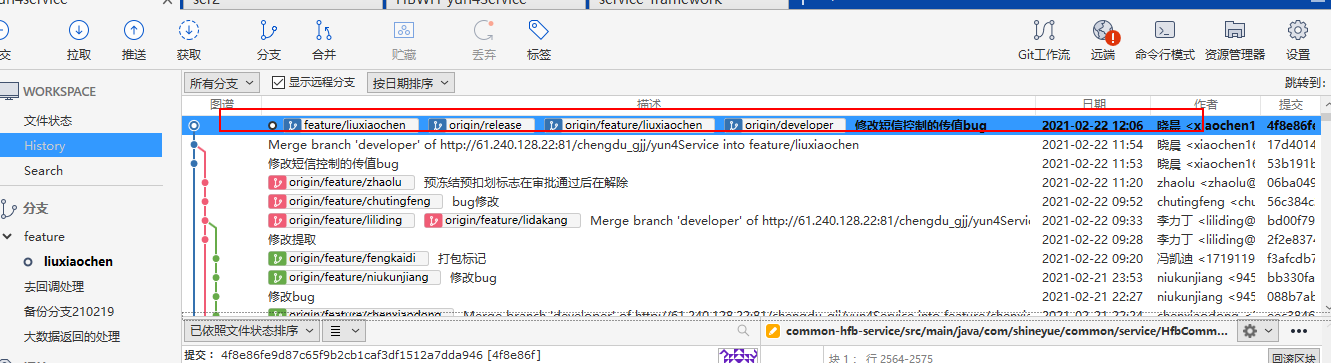 yun4service
ser2
HBWH-yun4service
service-framework
交
拉取
推送
获取
分支
合并
贮藏
丢弃
标签
Git工作流
远端
命令行模式
资源管理器
设置
所有分支
显示远程分支
按日期排序
跳转到:
WORKSPACE
文件状态
History
Search
分支
feature
liuxiaochen
去回调处理
备份分支210219
大数据返回的处理
图谱 描述 日期 作者 提交
feature/liuxiaochen origin/release origin/feature/liuxiaochen origin/developer 修改短信控制的传值bug 2021-02-22 12:06 晓晨 <xiaochen1 4f8e86fe
Merge branch 'developer' of http://61.240.128.22:81/chengdu_gjj/yun4Service into feature/liuxiaochen 2021-02-22 11:54 晓晨 <xiaochen16 17d4014
修改短信控制的传值bug 2021-02-22 11:53 晓晨 <xiaochen16 53b191b
origin/feature/zhaolu 预冻结预扣划标志在审批通过后在解除 2021-02-22 11:20 zhaolu <zhaolu@ 06ba049
origin/feature/chutingfeng bug修改 2021-02-22 09:52 chutingfeng <chu 56c384c
origin/feature/liliding origin/feature/lidakang Merge branch 'developer' of http://61.240.128.22:81/chengdu_gjj/yun4Servic 2021-02-22 09:33 李力丁 <liliding@ bd00f79
修改提取 2021-02-22 09:28 李力丁 <liliding@ 2f2e837
origin/feature/fengkaidi 打包标记 2021-02-22 09:20 冯凯迪 <1719119 f3afcdb7
origin/feature/niukunjiang 修改bug 2021-02-21 23:53 niukunjiang <945 bb330fa
修改bug 2021-02-21 22:27 niukunjiang <945 088b7ab
origin/feature/chenxiaodong Merge branch 'developer' of http://61.240.128.22:81/chengdu_gjj/yun4Service into feature/chenxiaodong 2021-02-21 22:24
已依照文件状态排序
common-hfb-service/src/main/java/com/shineyue/common/service/HfbComm...
提交: 4f8e86fe9d87c65f9b2cb1caf3df1512a7dda946 [4f8e86f]
块 1： 行 2564-2575
回滚区块